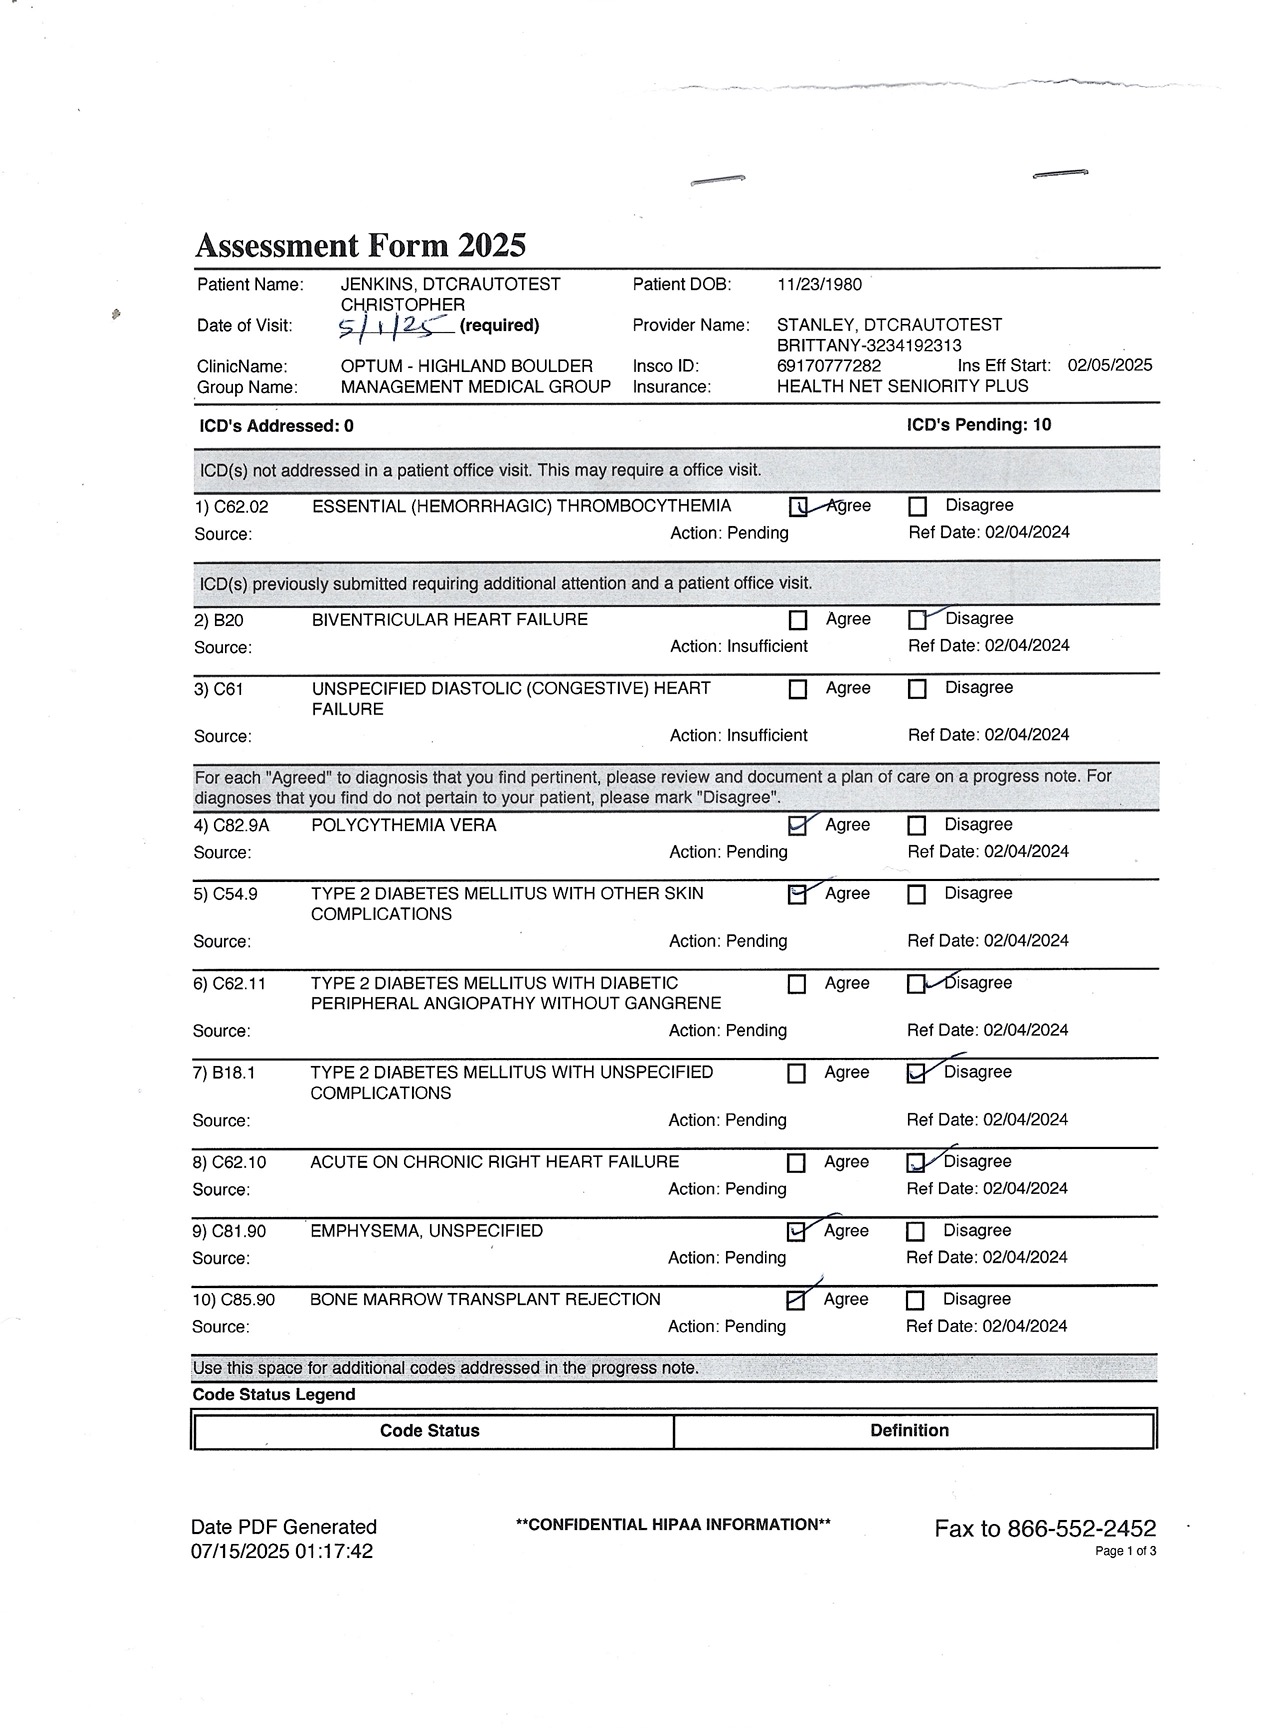 Assessment Form 2025
Patient Name: JENKINS, DTCRAUTOTEST Patient DOB: 11/23/1980
CHRISTOPHER
Date of Visit: 5/1/25 (required) Provider Name: STANLEY, DTCRAUTOTEST
BRITTANY-3234192313
ClinicName: OPTUM - HIGHLAND BOULDER Insco ID: 69170777282 Ins Eff Start: 02/05/2025
Group Name: MANAGEMENT MEDICAL GROUP Insurance: HEALTH NET SENIORITY PLUS
ICD's Addressed: 0 ICD's Pending: 10
ICD(s) not addressed in a patient office visit. This may require a office visit.
1) C62.02 ESSENTIAL (HEMORRHAGIC) THROMBOCYTHEMIA Agree Disagree
Source: Action: Pending Ref Date: 02/04/2024
ICD(s) previously submitted requiring additional attention and a patient office visit.
2) B20 BIVENTRICULAR HEART FAILURE Agree Disagree
Source: Action: Insufficient Ref Date: 02/04/2024
3) C61 UNSPECIFIED DIASTOLIC (CONGESTIVE) HEART Agree Disagree
FAILURE
Source: Action: Insufficient Ref Date: 02/04/2024
For each "Agreed" to diagnosis that you find pertinent, please review and document a plan of care on a progress note. For
diagnoses that you find do not pertain to your patient, please mark "Disagree".
4) C82.9A POLYCYTHEMIA VERA Agree Disagree
Source: Action: Pending Ref Date: 02/04/2024
5) C54.9 TYPE 2 DIABETES MELLITUS WITH OTHER SKIN Agree Disagree
COMPLICATIONS
Source: Action: Pending Ref Date: 02/04/2024
6) C62.11 TYPE 2 DIABETES MELLITUS WITH DIABETIC Agree Disagree
PERIPHERAL ANGIOPATHY WITHOUT GANGRENE
Source: Action: Pending Ref Date: 02/04/2024
7) B18.1 TYPE 2 DIABETES MELLITUS WITH UNSPECIFIED Agree Disagree
COMPLICATIONS
Source: Action: Pending Ref Date: 02/04/2024
8) C62.10 ACUTE ON CHRONIC RIGHT HEART FAILURE Agree Disagree
Source: Action: Pending Ref Date: 02/04/2024
9) C81.90 EMPHYSEMA, UNSPECIFIED Agree Disagree
Source: Action: Pending Ref Date: 02/04/2024
10) C85.90 BONE MARROW TRANSPLANT REJECTION Agree Disagree
Source: Action: Pending Ref Date: 02/04/2024
Use this space for additional codes addressed in the progress note.
Code Status Legend
Code Status Definition
Date PDF Generated **CONFIDENTIAL HIPAA INFORMATION** Fax to 866-552-2452
07/15/2025 01:17:42 Page 1 of 3